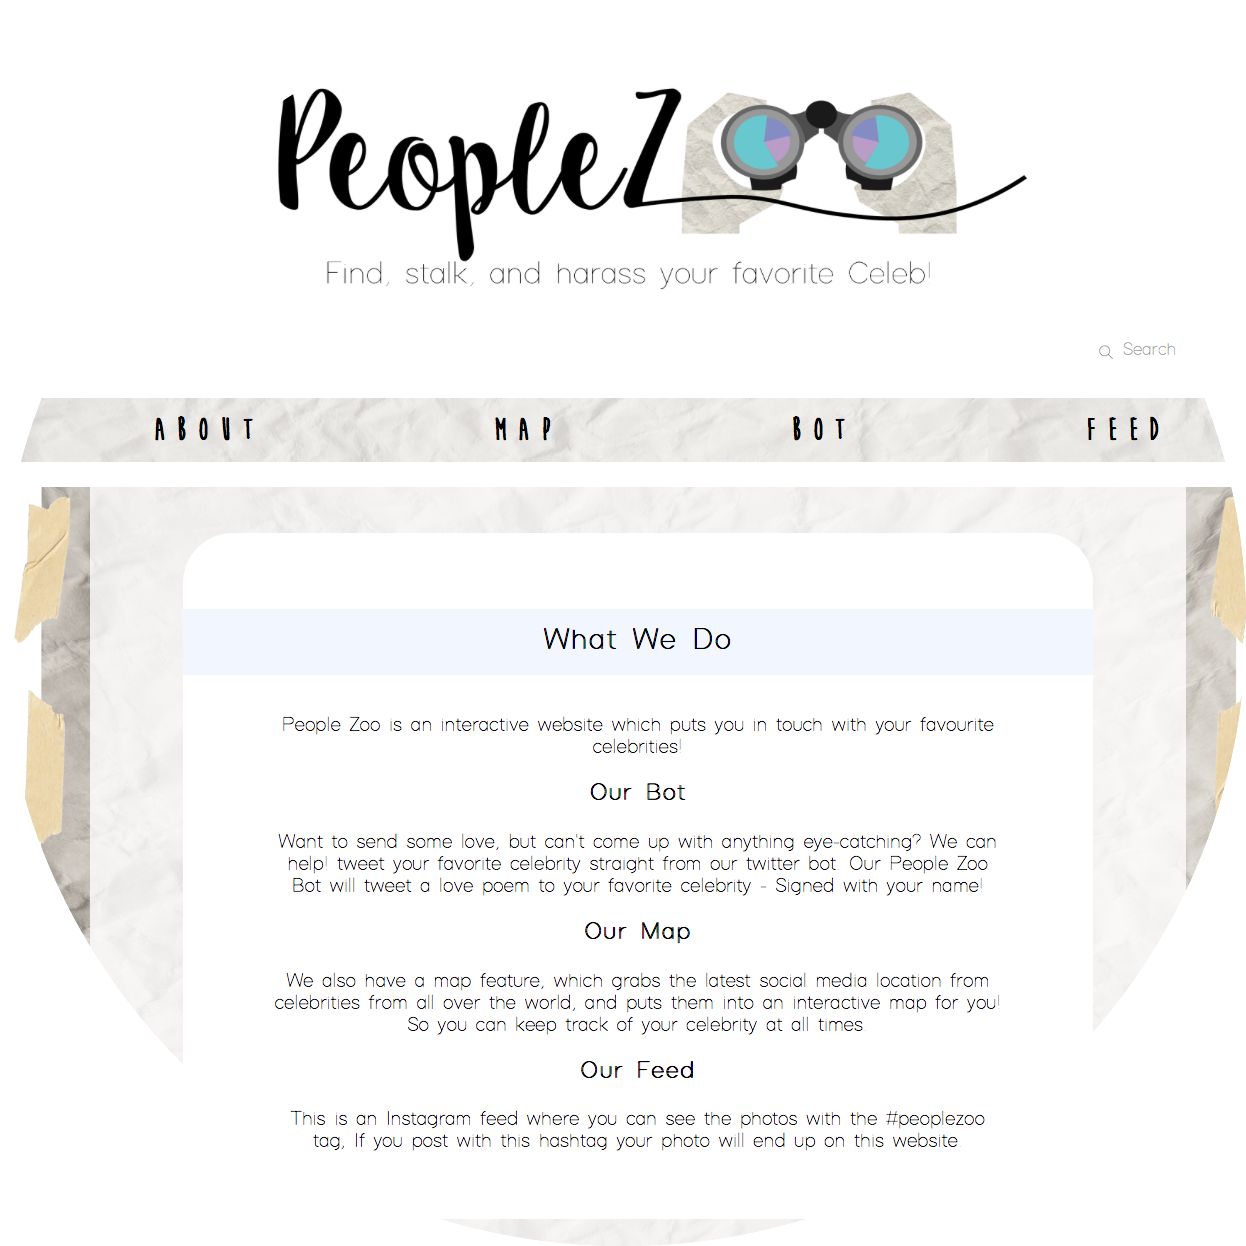 PeopleZoo
Find, stalk, and harass your favorite Celeb!
Search
ABOUT MAP BOT FEED
What We Do
People Zoo is an interactive website which puts you in touch with your favourite
celebrities!
Our Bot
Want to send some love, but can't come up with anything eye-catching? We can
help! tweet your favorite celebrity straight from our twitter bot Our People Zoo
Bot will tweet a love poem to your favorite celebrity - Signed with your name!
Our Map
We also have a map feature, which grabs the latest social media location from
celebrities from all over the world, and puts them into an interactive map for you!
So you can keep track of your celebrity at all times
Our Feed
This is an Instagram feed where you can see the photos with the #peoplezoo
tag, If you post with this hashtag your photo will end up on this website